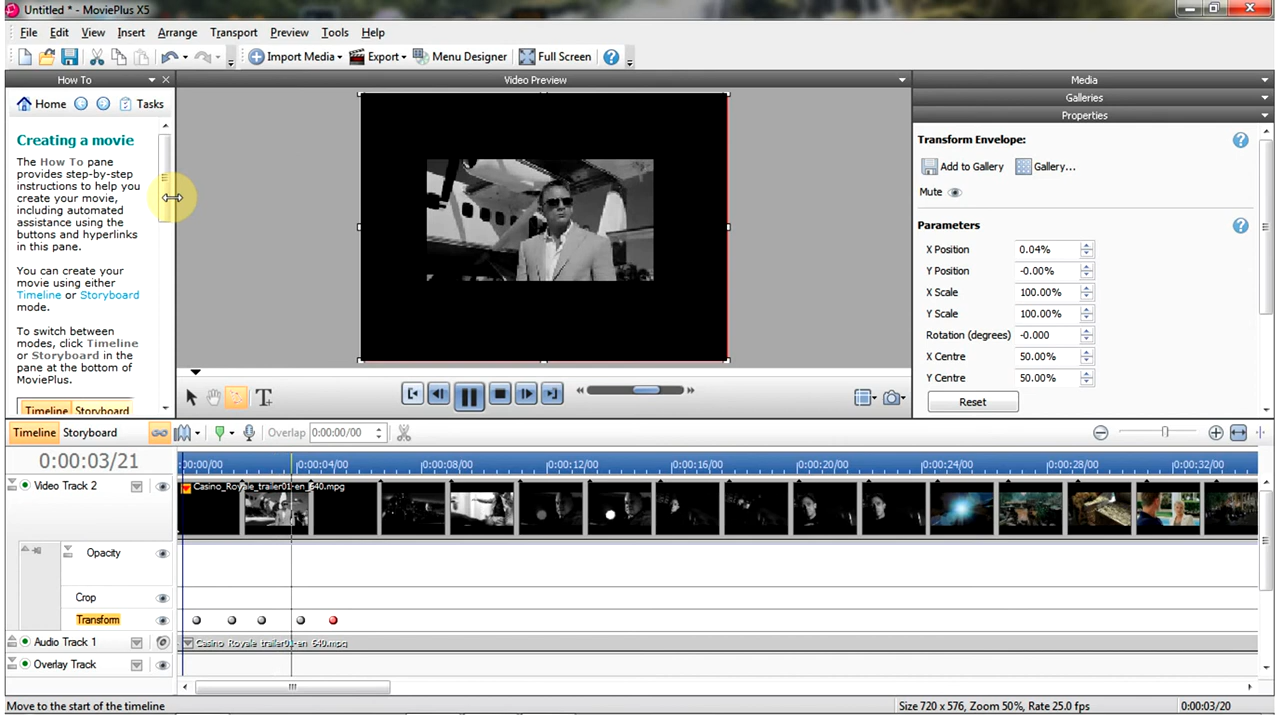 Untitled * - MoviePlus X5
File Edit View Insert Arrange Transport Preview Tools Help
Import Media Export Menu Designer Full Screen
How To
Video Preview
Media
Galleries
Properties
Home Tasks
Creating a movie
The How To pane
provides step-by-step
instructions to help you
create your movie,
including automated
assistance using the
buttons and hyperlinks
in this pane.
You can create your
movie using either
Timeline or Storyboard
mode.
To switch between
modes, click Timeline
or Storyboard in the
pane at the bottom of
MoviePlus.
Timeline Storyboard
Transform Envelope:
Add to Gallery Gallery...
Mute
Parameters
X Position 0.04%
Y Position -0.00%
X Scale 100.00%
Y Scale 100.00%
Rotation (degrees) -0.000
X Centre 50.00%
Y Centre 50.00%
Reset
Timeline Storyboard Overlap 0:00:00/00
0:00:03/21
:00:00/00 0:00:04/00 0:00:08/00 0:00:12/00 0:00:16/00 0:00:20/00 0:00:24/00 0:00:28/00 0:00:32/00
Video Track 2
Casino_Royale_trailer01-en_640.mpg
Opacity
Crop
Transform
Audio Track 1
Casino_Royale_trailer01-en_640.mpg
Overlay Track
Move to the start of the timeline
Size 720 x 576, Zoom 50%, Rate 25.0 fps
0:00:03/20